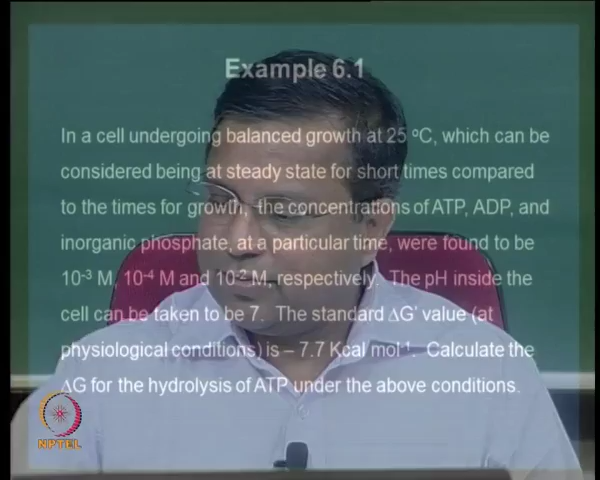 Example 6.1
In a cell undergoing balanced growth at 25 ºC, which can be
considered being at steady state for short times compared
to the times for growth, the concentrations of ATP, ADP, and
inorganic phosphate, at a particular time, were found to be
10⁻³ M, 10⁻⁴ M and 10⁻² M, respectively. The pH inside the
cell can be taken to be 7. The standard ΔG' value (at
physiological conditions) is – 7.7 Kcal mol⁻¹. Calculate the
ΔG for the hydrolysis of ATP under the above conditions.
NPTEL